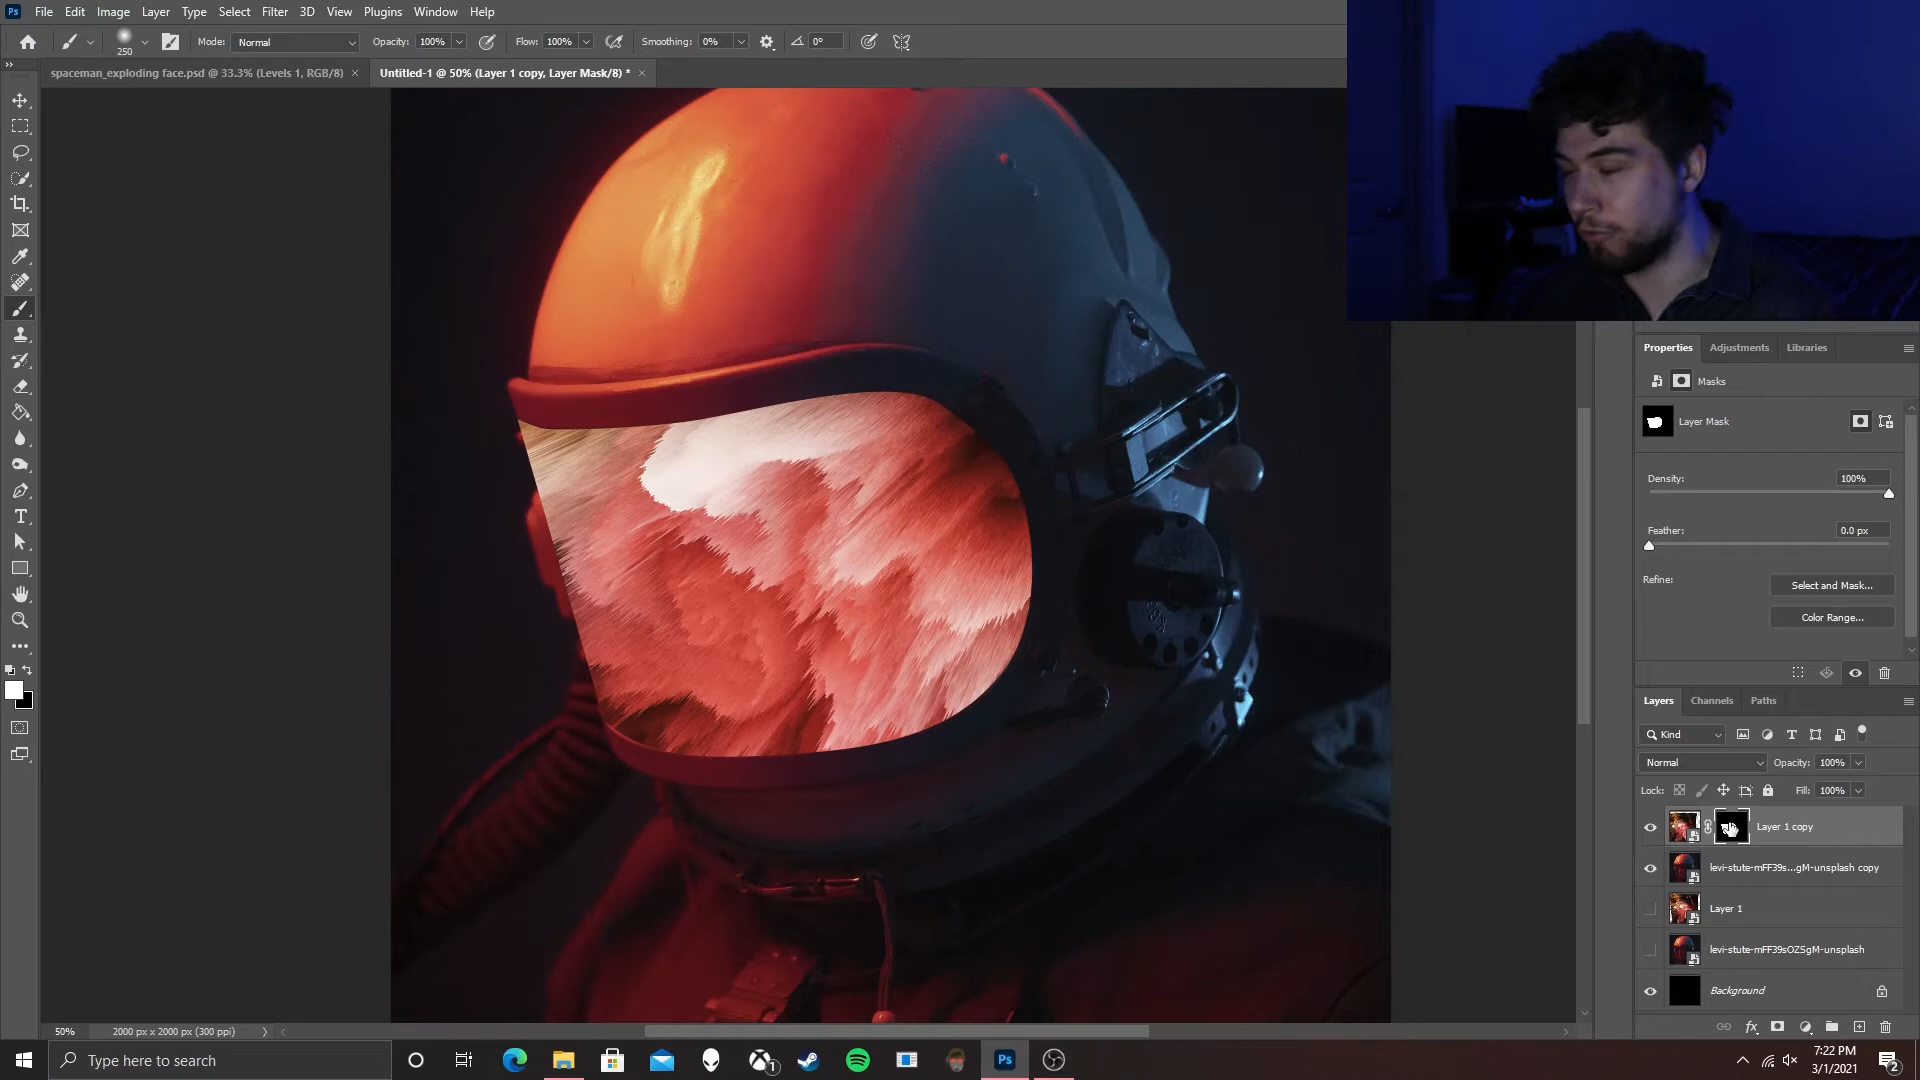 Ps File Edit Image Layer Type Select Filter 3D View Plugins Window Help
250 Mode: Normal Opacity: 100% Flow: 100% Smoothing: 0% 0°
spaceman_exploding face.psd @ 33.3% (Levels 1, RGB/8) × Untitled-1 @ 50% (Layer 1 copy, Layer Mask/8) * ×
Properties Adjustments Libraries
Masks
Layer Mask
Density: 100%
Feather: 0.0 px
Refine: Select and Mask...
Color Range...
Layers Channels Paths
Kind
Normal Opacity: 100%
Lock: Fill: 100%
Layer 1 copy
levi-stute-mFF39s...gM-unsplash copy
Layer 1
levi-stute-mFF39sOZSgM-unsplash
Background
50% 2000 px x 2000 px (300 ppi)
Type here to search
1
Ps
7:22 PM
3/1/2021
2